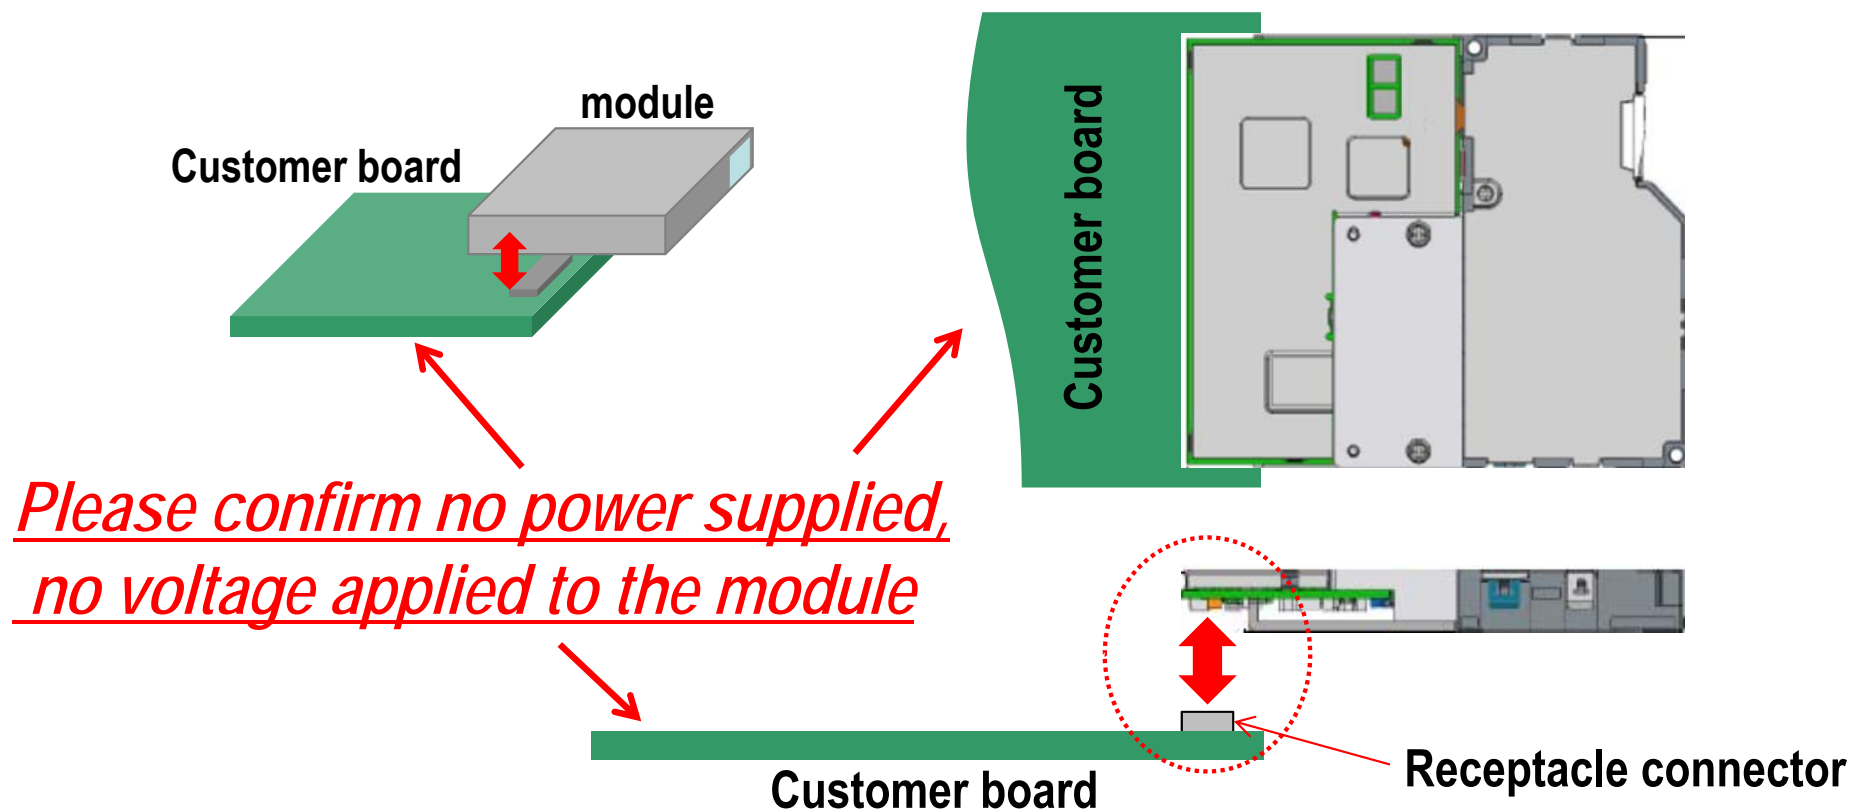 module
Customer board
Customer board
Please confirm no power supplied,
no voltage applied to the module
Receptacle connector
Customer board